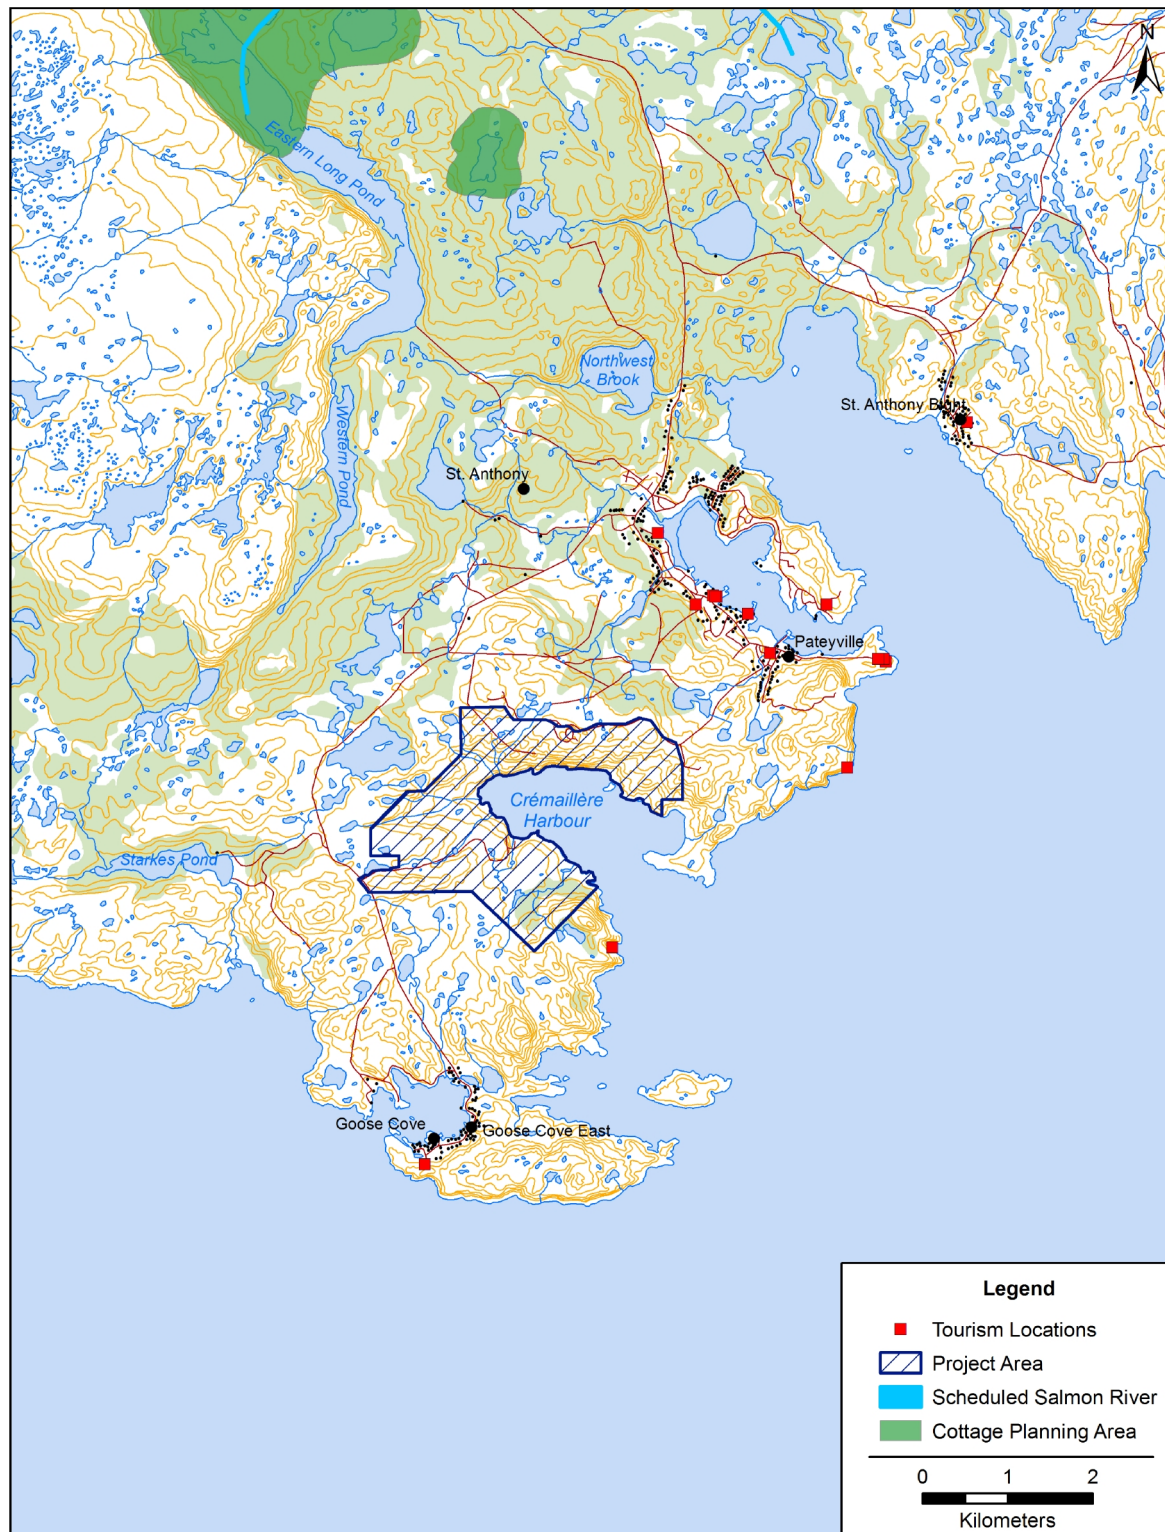 N
Eastern Long Pond
Northwest
Brook
St. Anthony Bight
Western Pond
St. Anthony
Pateyville
Crémaillère
Harbour
Starkes Pond
Goose Cove
Goose Cove East
Legend
Tourism Locations
Project Area
Scheduled Salmon River
Cottage Planning Area
0 1 2
Kilometers